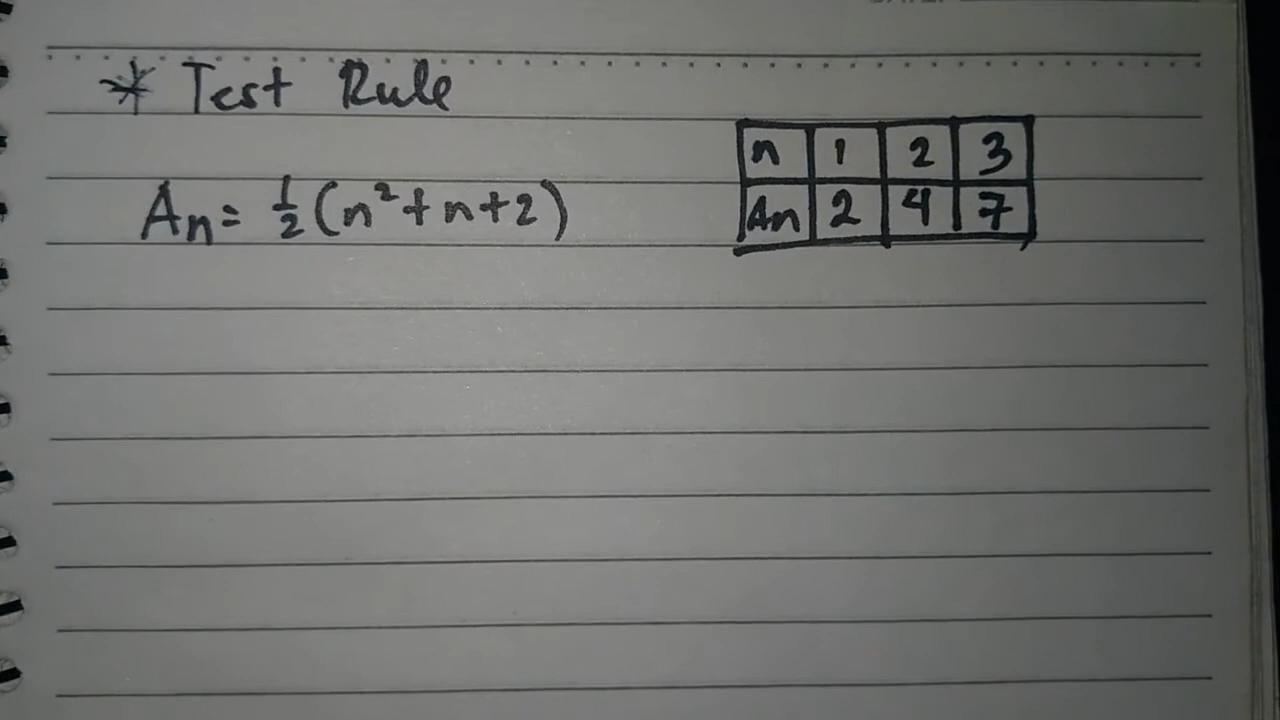 * Test Rule
An = 1/2 (n² + n + 2)
n 1 2 3
An 2 4 7